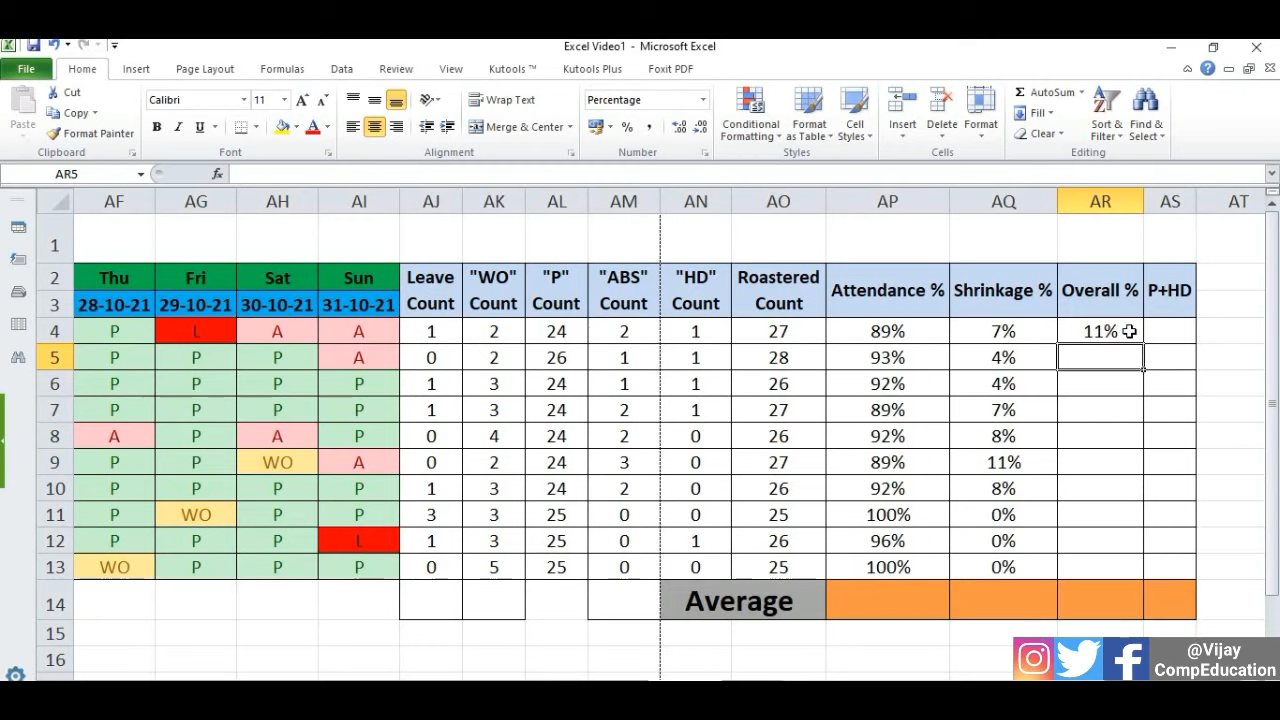 Excel Video1 - Microsoft Excel
File Home Insert Page Layout Formulas Data Review View Kutools ™ Kutools Plus Foxit PDF
Cut
Copy
Format Painter
Paste
Clipboard
Calibri 11
B I U
Font
Wrap Text
Merge & Center
Alignment
Percentage
Number
Conditional Formatting
Format as Table
Cell Styles
Styles
Insert Delete Format
Cells
AutoSum
Fill
Clear
Sort & Filter
Find & Select
Editing
AR5 fx
AF AG AH AI AJ AK AL AM AN AO AP AQ AR AS AT
1
2 Thu Fri Sat Sun Leave Count "WO" Count "P" Count "ABS" Count "HD" Count Roastered Count Attendance % Shrinkage % Overall % P+HD
3 28-10-21 29-10-21 30-10-21 31-10-21
4 P L A A 1 2 24 2 1 27 89% 7% 11%
5 P P P A 0 2 26 1 1 28 93% 4%
6 P P P P 1 3 24 1 1 26 92% 4%
7 P P P P 1 3 24 2 1 27 89% 7%
8 A P A P 0 4 24 2 0 26 92% 8%
9 P P WO A 0 2 24 3 0 27 89% 11%
10 P P P P 1 3 24 2 0 26 92% 8%
11 P WO P P 3 3 25 0 0 25 100% 0%
12 P P P L 1 3 25 0 1 26 96% 0%
13 WO P P P 0 5 25 0 0 25 100% 0%
14 Average
15
16
@Vijay
CompEducation